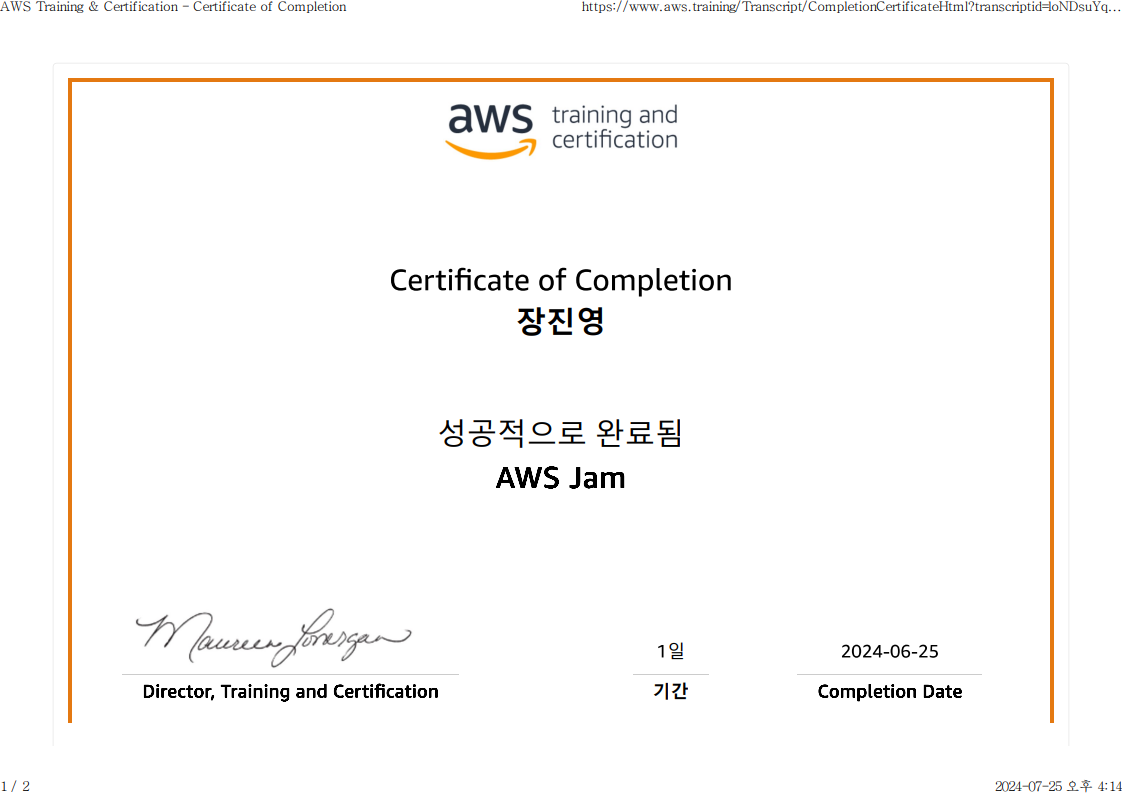 AWS Training & Certification - Certificate of Completion https://www.aws.training/Transcript/CompletionCertificateHtml?transcriptid=loNDsuYq...
aws training and
certification
Certificate of Completion
장진영
성공적으로 완료됨
AWS Jam
Maureen Lonergan
1일 2024-06-25
Director, Training and Certification 기간 Completion Date
1 / 2 2024-07-25 오후 4:14